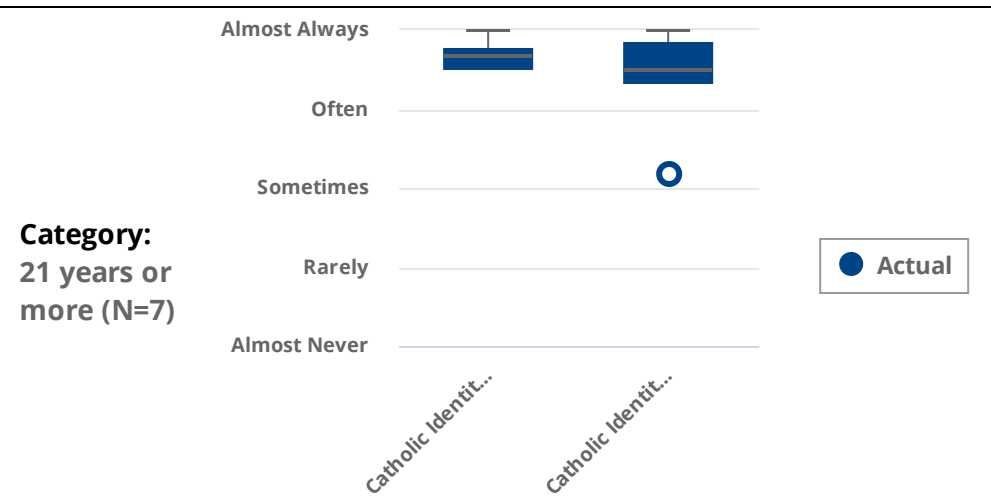 Almost Always
Often
Sometimes
Rarely
Almost Never
Category:
21 years or
more (N=7)
Catholic Identit...
Catholic Identit...
Actual